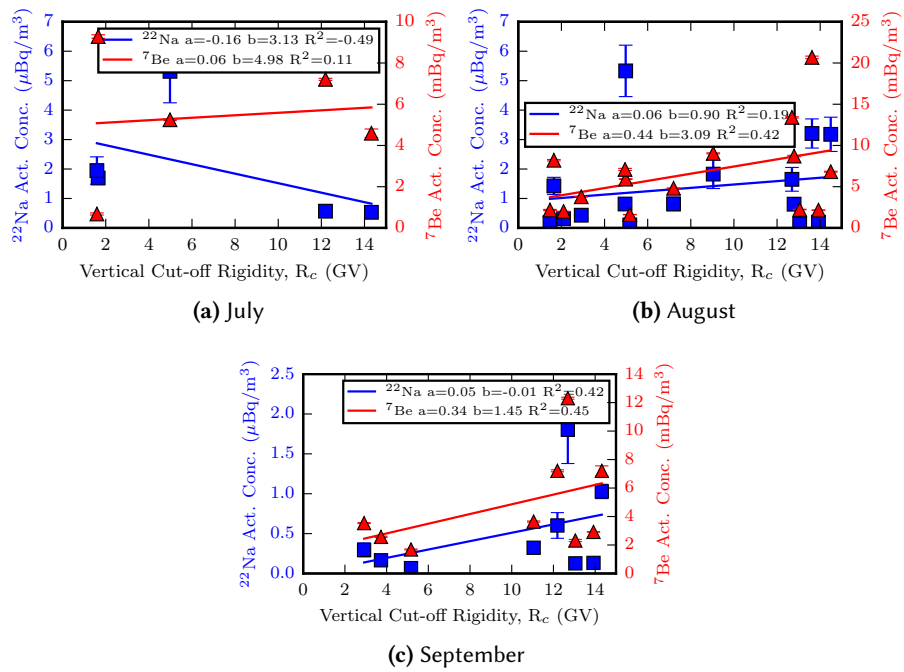 ²²Na a=-0.16 b=3.13 R²=-0.49
⁷Be a=0.06 b=4.98 R²=0.11
²²Na Act. Conc. (μBq/m³)
0 1 2 3 4 5 6 7
⁷Be Act. Conc. (mBq/m³)
0 2 4 6 8 10
0 2 4 6 8 10 12 14
Vertical Cut-off Rigidity, R_c (GV)
(a) July
²²Na a=0.06 b=0.90 R²=0.19
⁷Be a=0.44 b=3.09 R²=0.42
²²Na Act. Conc. (μBq/m³)
0 1 2 3 4 5 6 7
⁷Be Act. Conc. (mBq/m³)
0 5 10 15 20 25
0 2 4 6 8 10 12 14
Vertical Cut-off Rigidity, R_c (GV)
(b) August
²²Na a=0.05 b=-0.01 R²=0.42
⁷Be a=0.34 b=1.45 R²=0.45
²²Na Act. Conc. (μBq/m³)
0.0 0.5 1.0 1.5 2.0 2.5
⁷Be Act. Conc. (mBq/m³)
0 2 4 6 8 10 12 14
0 2 4 6 8 10 12 14
Vertical Cut-off Rigidity, R_c (GV)
(c) September